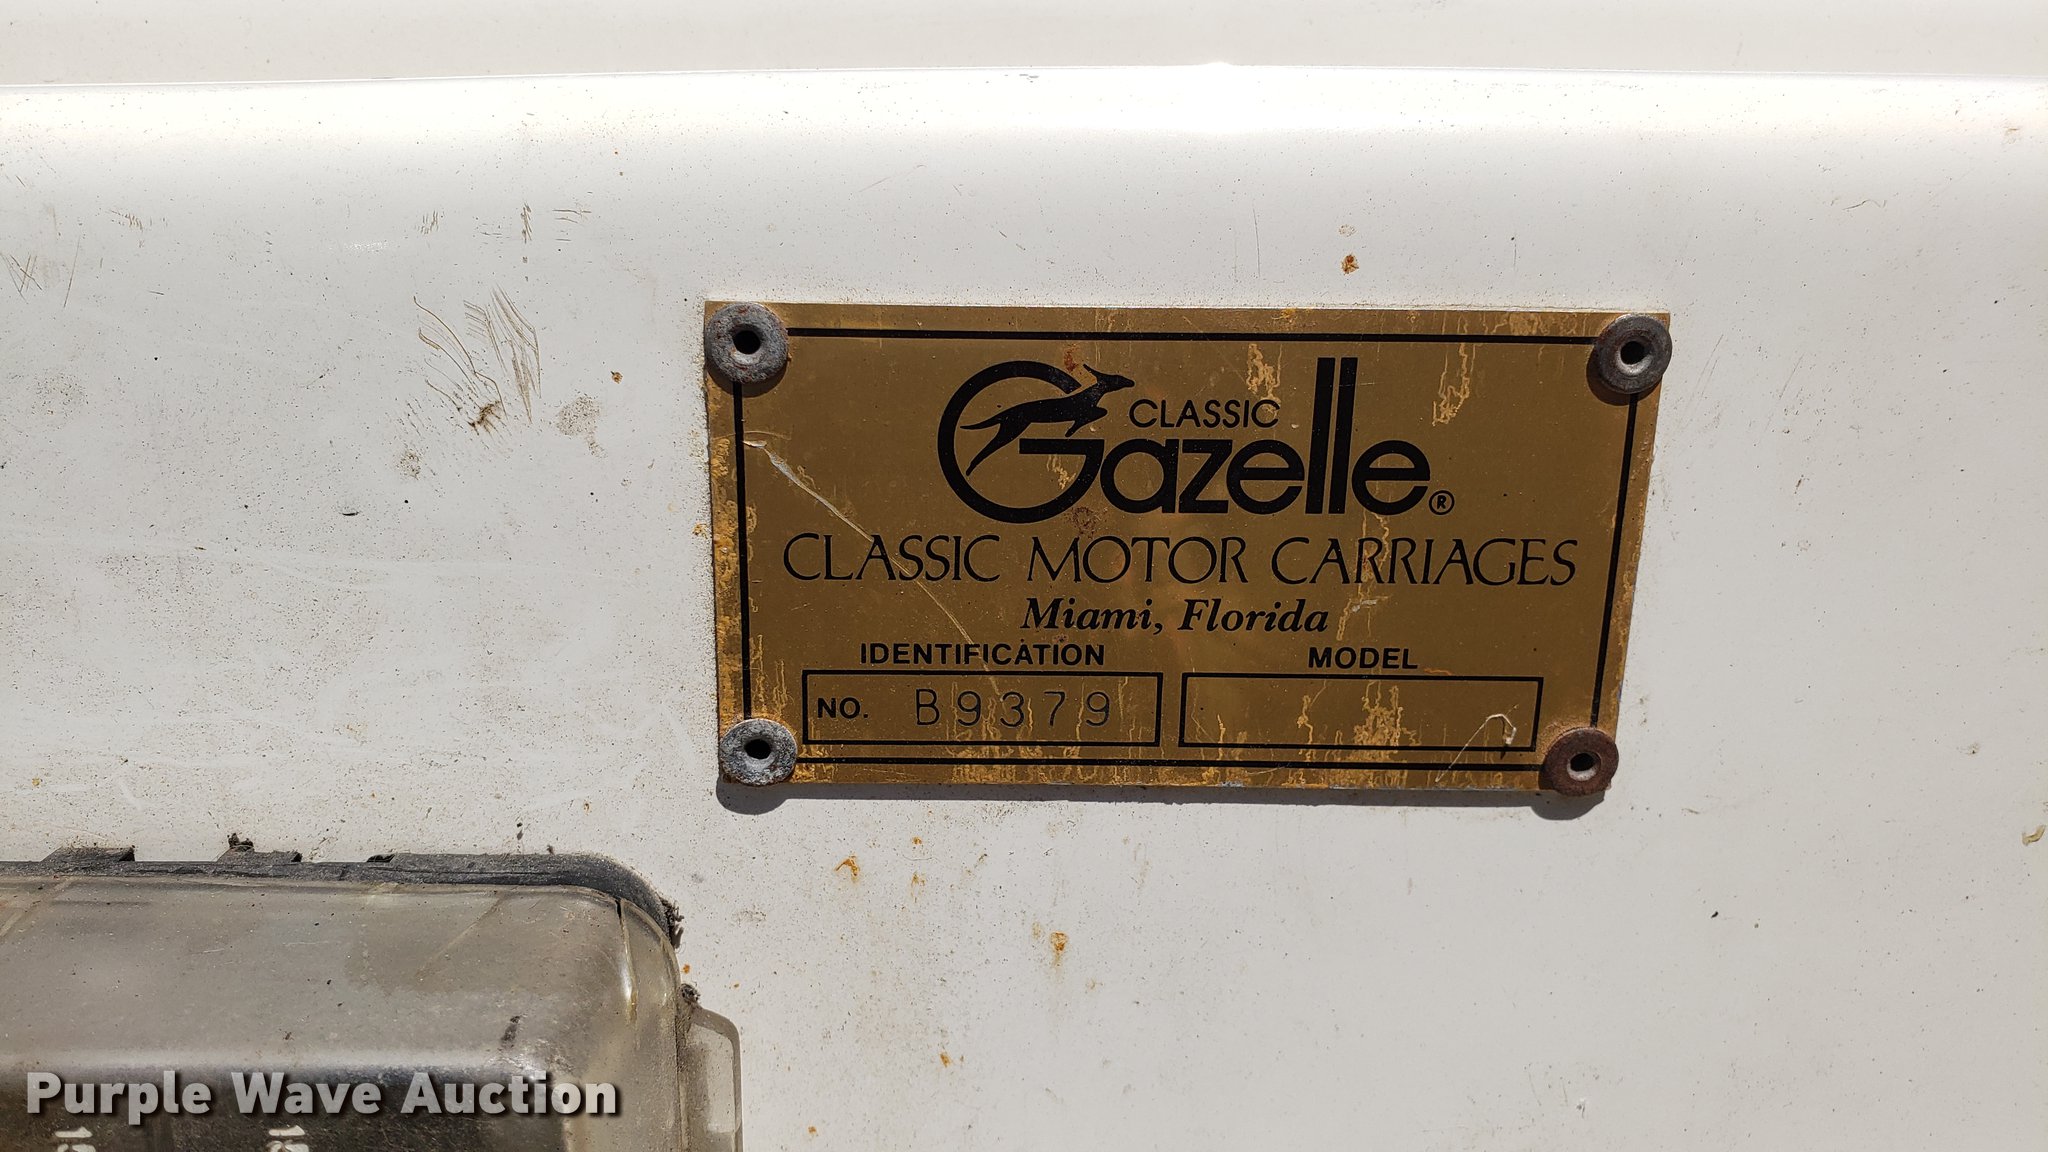 CLASSIC
Gazelle®
CLASSIC MOTOR CARRIAGES
Miami, Florida
IDENTIFICATION
NO. B9379
MODEL
Purple Wave Auction